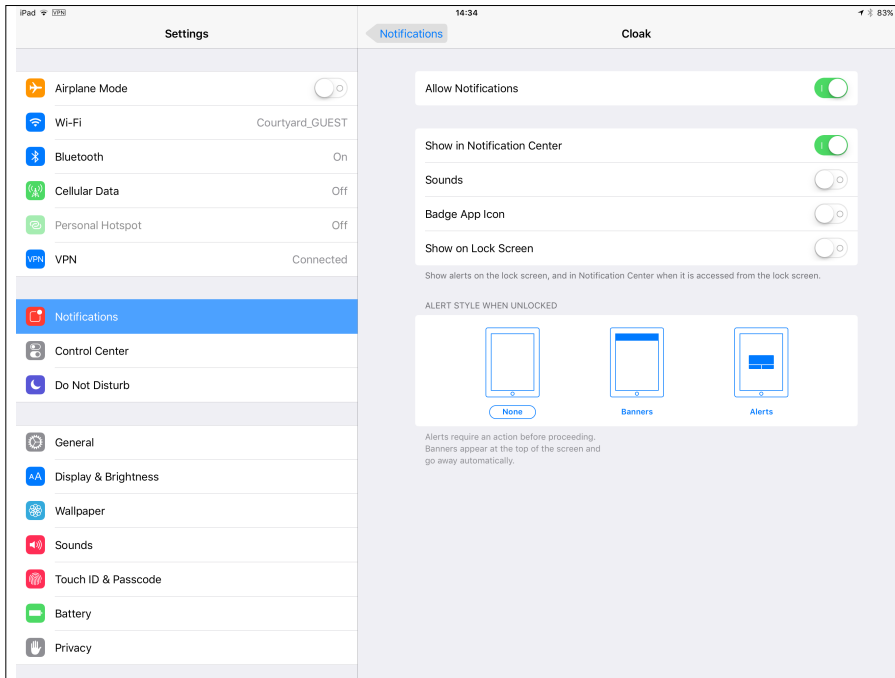 iPad VPN 14:34 83%
Settings
Notifications Cloak
Airplane Mode
Wi-Fi Courtyard_GUEST
Bluetooth On
Cellular Data Off
Personal Hotspot Off
VPN VPN Connected
Notifications
Control Center
Do Not Disturb
General
AA Display & Brightness
Wallpaper
Sounds
Touch ID & Passcode
Battery
Privacy
Allow Notifications
Show in Notification Center
Sounds
Badge App Icon
Show on Lock Screen
Show alerts on the lock screen, and in Notification Center when it is accessed from the lock screen.
ALERT STYLE WHEN UNLOCKED
None Banners Alerts
Alerts require an action before proceeding.
Banners appear at the top of the screen and
go away automatically.